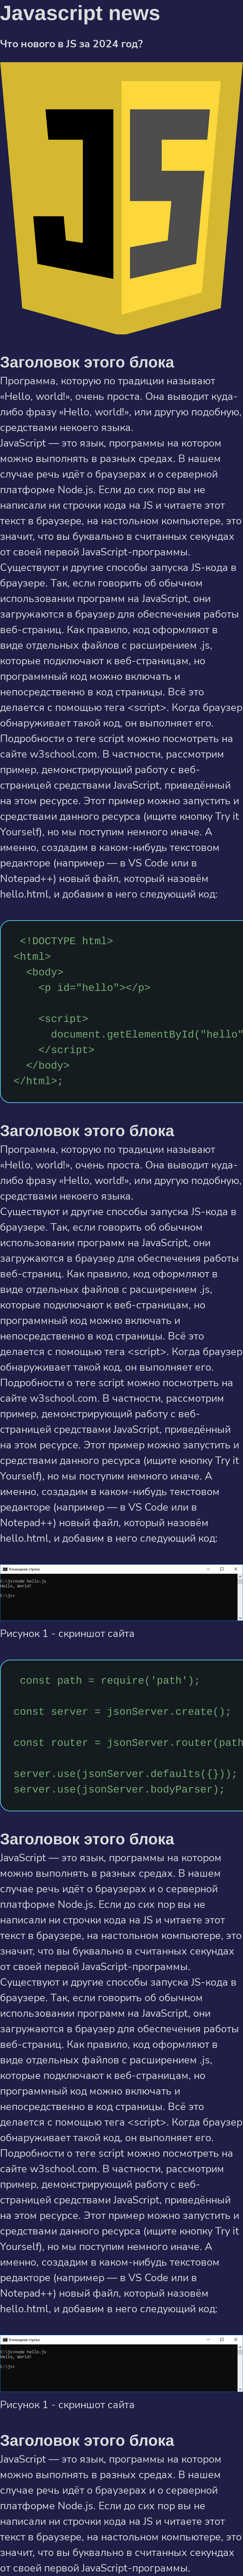 Javascript news
Что нового в JS за 2024 год?
JS
Заголовок этого блока
Программа, которую по традиции называют
«Hello, world!», очень проста. Она выводит куда-
либо фразу «Hello, world!», или другую подобную,
средствами некоего языка.
JavaScript — это язык, программы на котором
можно выполнять в разных средах. В нашем
случае речь идёт о браузерах и о серверной
платформе Node.js. Если до сих пор вы не
написали ни строчки кода на JS и читаете этот
текст в браузере, на настольном компьютере, это
значит, что вы буквально в считанных секундах
от своей первой JavaScript-программы.
Существуют и другие способы запуска JS-кода в
браузере. Так, если говорить об обычном
использовании программ на JavaScript, они
загружаются в браузер для обеспечения работы
веб-страниц. Как правило, код оформляют в
виде отдельных файлов с расширением .js,
которые подключают к веб-страницам, но
программный код можно включать и
непосредственно в код страницы. Всё это
делается с помощью тега <script>. Когда браузер
обнаруживает такой код, он выполняет его.
Подробности о теге script можно посмотреть на
сайте w3school.com. В частности, рассмотрим
пример, демонстрирующий работу с веб-
страницей средствами JavaScript, приведённый
на этом ресурсе. Этот пример можно запустить и
средствами данного ресурса (ищите кнопку Try it
Yourself), но мы поступим немного иначе. А
именно, создадим в каком-нибудь текстовом
редакторе (например — в VS Code или в
Notepad++) новый файл, который назовём
hello.html, и добавим в него следующий код:
<!DOCTYPE html>
<html>
<body>
<p id="hello"></p>
<script>
document.getElementById("hello"
</script>
</body>
</html>;
Заголовок этого блока
Программа, которую по традиции называют
«Hello, world!», очень проста. Она выводит куда-
либо фразу «Hello, world!», или другую подобную,
средствами некоего языка.
Существуют и другие способы запуска JS-кода в
браузере. Так, если говорить об обычном
использовании программ на JavaScript, они
загружаются в браузер для обеспечения работы
веб-страниц. Как правило, код оформляют в
виде отдельных файлов с расширением .js,
которые подключают к веб-страницам, но
программный код можно включать и
непосредственно в код страницы. Всё это
делается с помощью тега <script>. Когда браузер
обнаруживает такой код, он выполняет его.
Подробности о теге script можно посмотреть на
сайте w3school.com. В частности, рассмотрим
пример, демонстрирующий работу с веб-
страницей средствами JavaScript, приведённый
на этом ресурсе. Этот пример можно запустить и
средствами данного ресурса (ищите кнопку Try it
Yourself), но мы поступим немного иначе. А
именно, создадим в каком-нибудь текстовом
редакторе (например — в VS Code или в
Notepad++) новый файл, который назовём
hello.html, и добавим в него следующий код:
Командная строка
C:\js>node hello.js
Hello, World!
C:\js>
Рисунок 1 - скриншот сайта
const path = require('path');
const server = jsonServer.create();
const router = jsonServer.router(path
server.use(jsonServer.defaults({}));
server.use(jsonServer.bodyParser);
Заголовок этого блока
JavaScript — это язык, программы на котором
можно выполнять в разных средах. В нашем
случае речь идёт о браузерах и о серверной
платформе Node.js. Если до сих пор вы не
написали ни строчки кода на JS и читаете этот
текст в браузере, на настольном компьютере, это
значит, что вы буквально в считанных секундах
от своей первой JavaScript-программы.
Существуют и другие способы запуска JS-кода в
браузере. Так, если говорить об обычном
использовании программ на JavaScript, они
загружаются в браузер для обеспечения работы
веб-страниц. Как правило, код оформляют в
виде отдельных файлов с расширением .js,
которые подключают к веб-страницам, но
программный код можно включать и
непосредственно в код страницы. Всё это
делается с помощью тега <script>. Когда браузер
обнаруживает такой код, он выполняет его.
Подробности о теге script можно посмотреть на
сайте w3school.com. В частности, рассмотрим
пример, демонстрирующий работу с веб-
страницей средствами JavaScript, приведённый
на этом ресурсе. Этот пример можно запустить и
средствами данного ресурса (ищите кнопку Try it
Yourself), но мы поступим немного иначе. А
именно, создадим в каком-нибудь текстовом
редакторе (например — в VS Code или в
Notepad++) новый файл, который назовём
hello.html, и добавим в него следующий код:
Командная строка
C:\js>node hello.js
Hello, World!
C:\js>
Рисунок 1 - скриншот сайта
Заголовок этого блока
JavaScript — это язык, программы на котором
можно выполнять в разных средах. В нашем
случае речь идёт о браузерах и о серверной
платформе Node.js. Если до сих пор вы не
написали ни строчки кода на JS и читаете этот
текст в браузере, на настольном компьютере, это
значит, что вы буквально в считанных секундах
от своей первой JavaScript-программы.